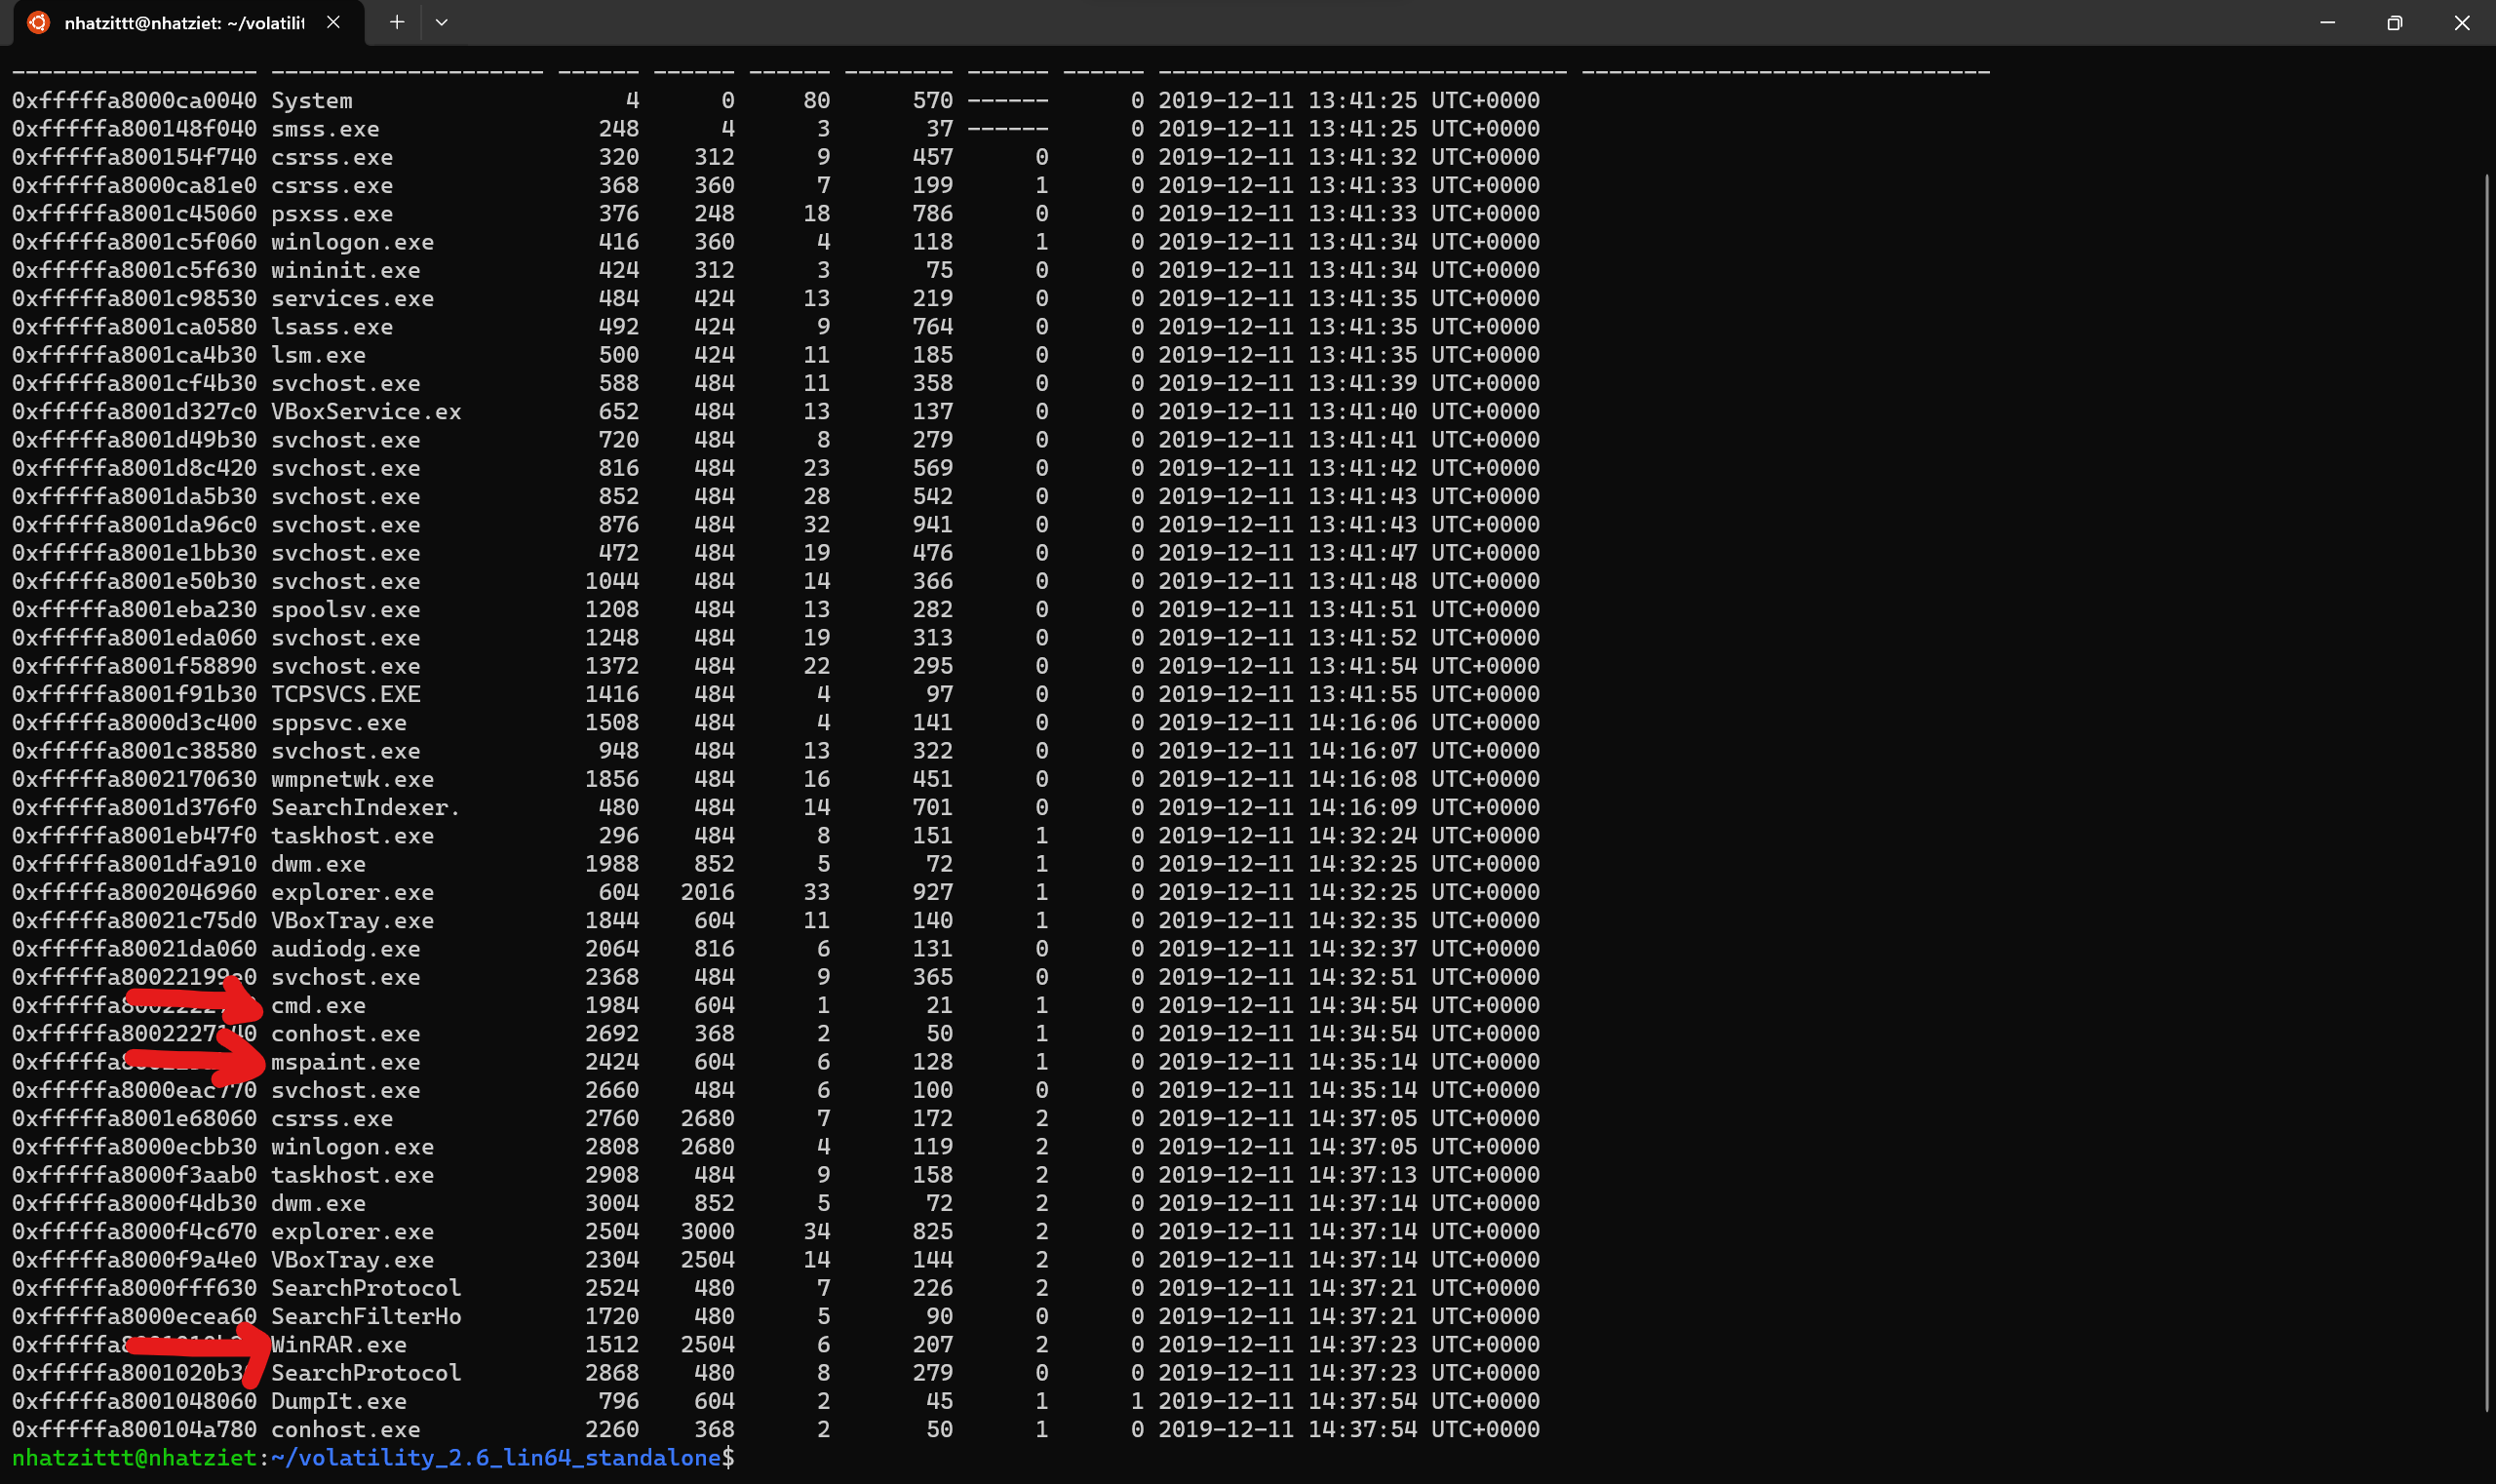 nhatzittt@nhatziet: ~/volatilit
------------------ -------------------- ------ ------ ------ -------- ------ ------ ------------------------------ ------------------------------
0xfffffa8000ca0040 System 4 0 80 570 ------ 0 2019-12-11 13:41:25 UTC+0000
0xfffffa800148f040 smss.exe 248 4 3 37 ------ 0 2019-12-11 13:41:25 UTC+0000
0xfffffa800154f740 csrss.exe 320 312 9 457 0 0 2019-12-11 13:41:32 UTC+0000
0xfffffa8000ca81e0 csrss.exe 368 360 7 199 1 0 2019-12-11 13:41:33 UTC+0000
0xfffffa8001c45060 psxss.exe 376 248 18 786 0 0 2019-12-11 13:41:33 UTC+0000
0xfffffa8001c5f060 winlogon.exe 416 360 4 118 1 0 2019-12-11 13:41:34 UTC+0000
0xfffffa8001c5f630 wininit.exe 424 312 3 75 0 0 2019-12-11 13:41:34 UTC+0000
0xfffffa8001c98530 services.exe 484 424 13 219 0 0 2019-12-11 13:41:35 UTC+0000
0xfffffa8001ca0580 lsass.exe 492 424 9 764 0 0 2019-12-11 13:41:35 UTC+0000
0xfffffa8001ca4b30 lsm.exe 500 424 11 185 0 0 2019-12-11 13:41:35 UTC+0000
0xfffffa8001cf4b30 svchost.exe 588 484 11 358 0 0 2019-12-11 13:41:39 UTC+0000
0xfffffa8001d327c0 VBoxService.ex 652 484 13 137 0 0 2019-12-11 13:41:40 UTC+0000
0xfffffa8001d49b30 svchost.exe 720 484 8 279 0 0 2019-12-11 13:41:41 UTC+0000
0xfffffa8001d8c420 svchost.exe 816 484 23 569 0 0 2019-12-11 13:41:42 UTC+0000
0xfffffa8001da5b30 svchost.exe 852 484 28 542 0 0 2019-12-11 13:41:43 UTC+0000
0xfffffa8001da96c0 svchost.exe 876 484 32 941 0 0 2019-12-11 13:41:43 UTC+0000
0xfffffa8001e1bb30 svchost.exe 472 484 19 476 0 0 2019-12-11 13:41:47 UTC+0000
0xfffffa8001e50b30 svchost.exe 1044 484 14 366 0 0 2019-12-11 13:41:48 UTC+0000
0xfffffa8001eba230 spoolsv.exe 1208 484 13 282 0 0 2019-12-11 13:41:51 UTC+0000
0xfffffa8001eda060 svchost.exe 1248 484 19 313 0 0 2019-12-11 13:41:52 UTC+0000
0xfffffa8001f58890 svchost.exe 1372 484 22 295 0 0 2019-12-11 13:41:54 UTC+0000
0xfffffa8001f91b30 TCPSVCS.EXE 1416 484 4 97 0 0 2019-12-11 13:41:55 UTC+0000
0xfffffa8000d3c400 sppsvc.exe 1508 484 4 141 0 0 2019-12-11 14:16:06 UTC+0000
0xfffffa8001c38580 svchost.exe 948 484 13 322 0 0 2019-12-11 14:16:07 UTC+0000
0xfffffa8002170630 wmpnetwk.exe 1856 484 16 451 0 0 2019-12-11 14:16:08 UTC+0000
0xfffffa8001d376f0 SearchIndexer. 480 484 14 701 0 0 2019-12-11 14:16:09 UTC+0000
0xfffffa8001eb47f0 taskhost.exe 296 484 8 151 1 0 2019-12-11 14:32:24 UTC+0000
0xfffffa8001dfa910 dwm.exe 1988 852 5 72 1 0 2019-12-11 14:32:25 UTC+0000
0xfffffa8002046960 explorer.exe 604 2016 33 927 1 0 2019-12-11 14:32:25 UTC+0000
0xfffffa80021c75d0 VBoxTray.exe 1844 604 11 140 1 0 2019-12-11 14:32:35 UTC+0000
0xfffffa80021da060 audiodg.exe 2064 816 6 131 0 0 2019-12-11 14:32:37 UTC+0000
0xfffffa80022199e0 svchost.exe 2368 484 9 365 0 0 2019-12-11 14:32:51 UTC+0000
cmd.exe 1984 604 1 21 1 0 2019-12-11 14:34:54 UTC+0000
0xfffffa8002227140 conhost.exe 2692 368 2 50 1 0 2019-12-11 14:34:54 UTC+0000
mspaint.exe 2424 604 6 128 1 0 2019-12-11 14:35:14 UTC+0000
0xfffffa8000eac770 svchost.exe 2660 484 6 100 0 0 2019-12-11 14:35:14 UTC+0000
0xfffffa8001e68060 csrss.exe 2760 2680 7 172 2 0 2019-12-11 14:37:05 UTC+0000
0xfffffa8000ecbb30 winlogon.exe 2808 2680 4 119 2 0 2019-12-11 14:37:05 UTC+0000
0xfffffa8000f3aab0 taskhost.exe 2908 484 9 158 2 0 2019-12-11 14:37:13 UTC+0000
0xfffffa8000f4db30 dwm.exe 3004 852 5 72 2 0 2019-12-11 14:37:14 UTC+0000
0xfffffa8000f4c670 explorer.exe 2504 3000 34 825 2 0 2019-12-11 14:37:14 UTC+0000
0xfffffa8000f9a4e0 VBoxTray.exe 2304 2504 14 144 2 0 2019-12-11 14:37:14 UTC+0000
0xfffffa8000fff630 SearchProtocol 2524 480 7 226 2 0 2019-12-11 14:37:21 UTC+0000
0xfffffa8000ecea60 SearchFilterHo 1720 480 5 90 0 0 2019-12-11 14:37:21 UTC+0000
WinRAR.exe 1512 2504 6 207 2 0 2019-12-11 14:37:23 UTC+0000
0xfffffa8001020b30 SearchProtocol 2868 480 8 279 0 0 2019-12-11 14:37:23 UTC+0000
0xfffffa8001048060 DumpIt.exe 796 604 2 45 1 1 2019-12-11 14:37:54 UTC+0000
0xfffffa800104a780 conhost.exe 2260 368 2 50 1 0 2019-12-11 14:37:54 UTC+0000
nhatzittt@nhatziet:~/volatility_2.6_lin64_standalone$